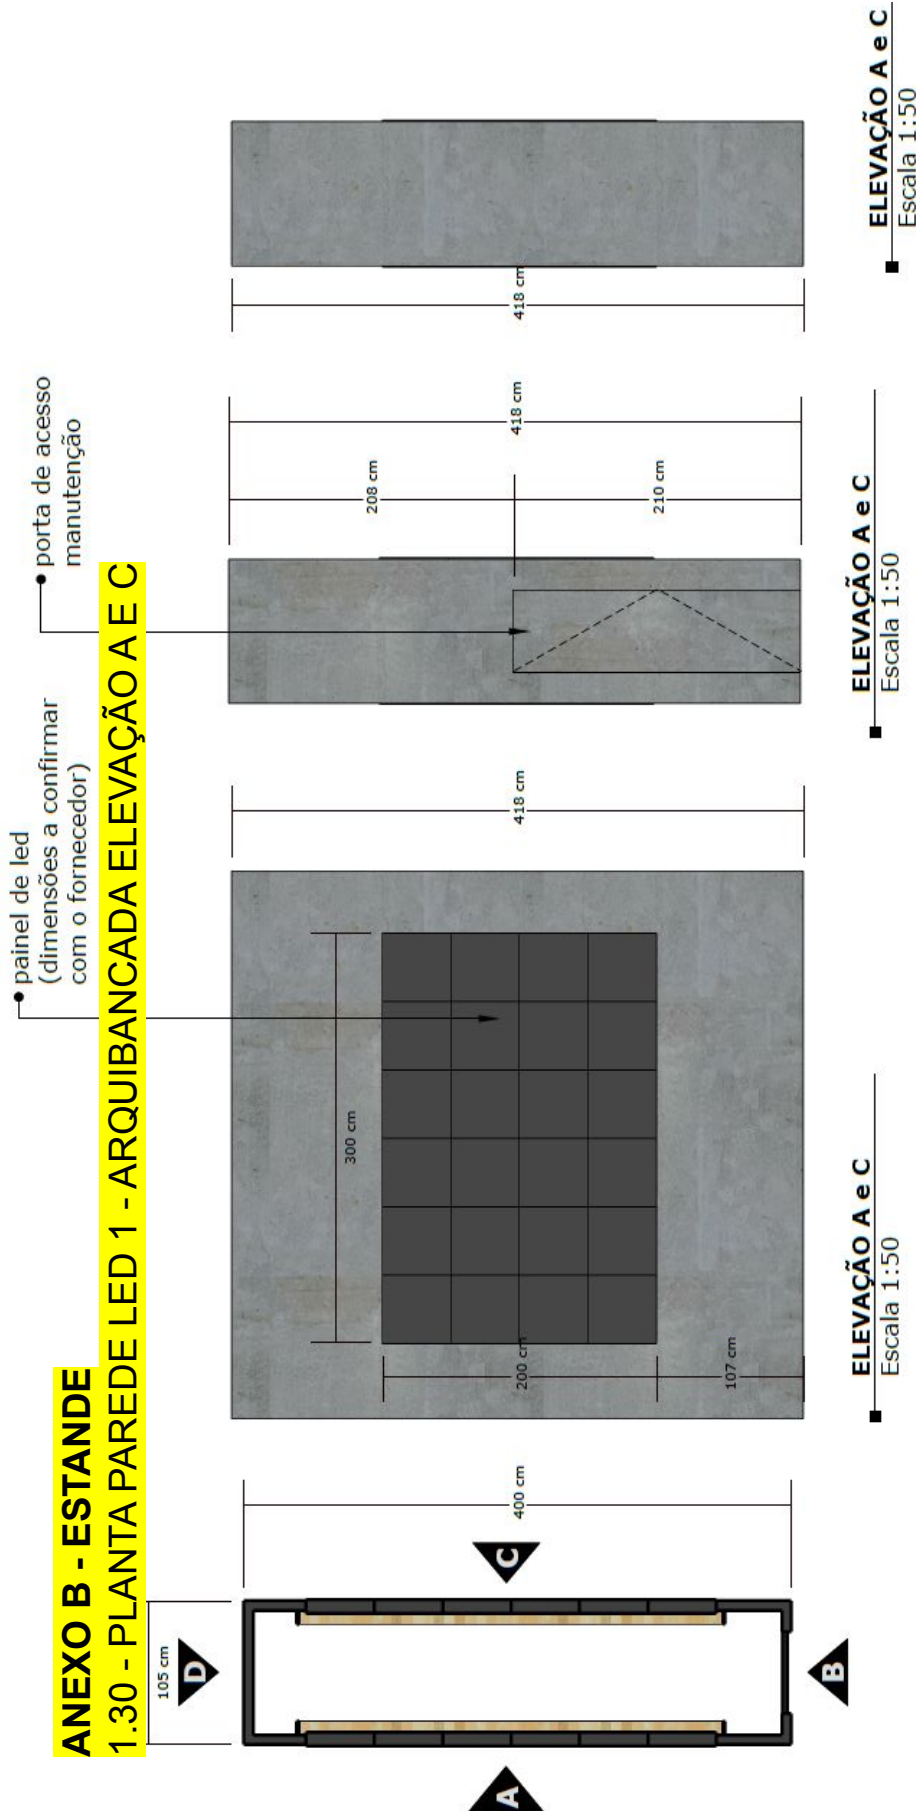 ANEXO B - ESTANDE
1.30 - PLANTA PAREDE LED 1 - ARQUIBANCADA ELEVAÇÃO A E C
painel de led
(dimensões a confirmar
com o fornecedor)
porta de acesso
manutenção
105 cm
D
A
C
B
400 cm
300 cm
200 cm
107 cm
418 cm
ELEVAÇÃO A e C
Escala 1:50
208 cm
210 cm
418 cm
ELEVAÇÃO A e C
Escala 1:50
418 cm
ELEVAÇÃO A e C
Escala 1:50